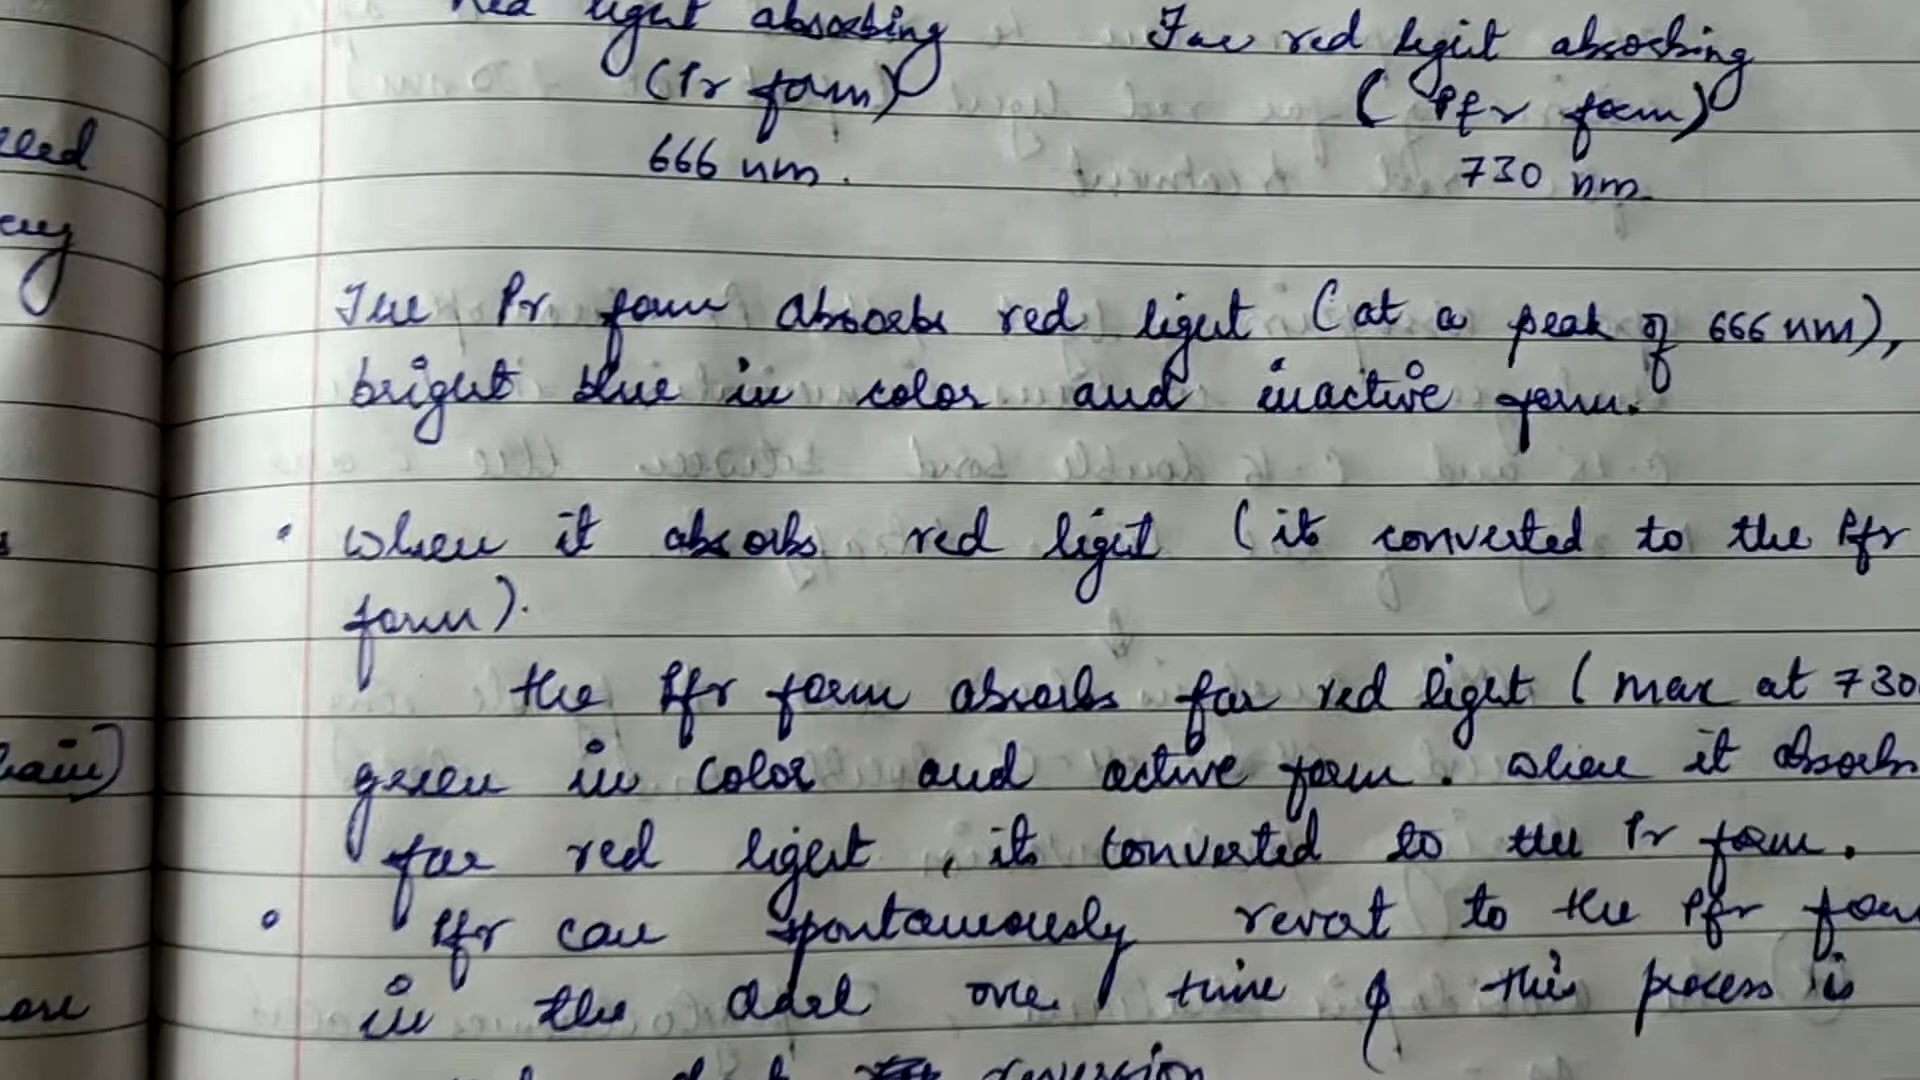 Red light absorbing Far red light absorbing
(Pr form) (Pfr form)
666 nm. 730 nm
The Pr form absorbs red light (at a peak of 666 nm),
bright blue in color and inactive form.
• When it absorbs red light (its converted to the Pfr
form).
the Pfr form absorbs far red light (max at 730
green in color and active form. When it absorbs
far red light, its converted to the Pr form.
• Pfr can spontaneously revert to the Pfr form
in the dark over time & this process is
reversion